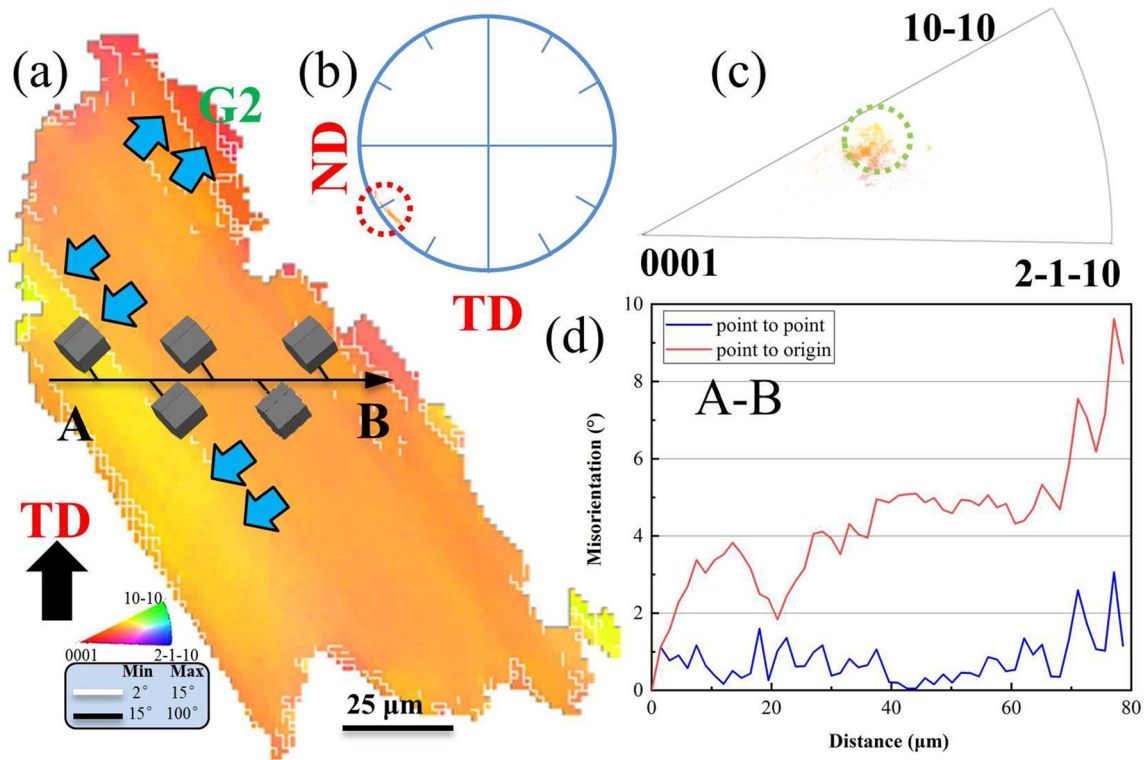 (a)
G2
A
B
TD
10-10
0001
2-1-10
Min Max
2° 15°
15° 100°
25 μm
(b)
ND
TD
(c)
10-10
0001
2-1-10
(d)
point to point
point to origin
A-B
Misorientation (°)
10
8
6
4
2
0
0 20 40 60 80
Distance (μm)